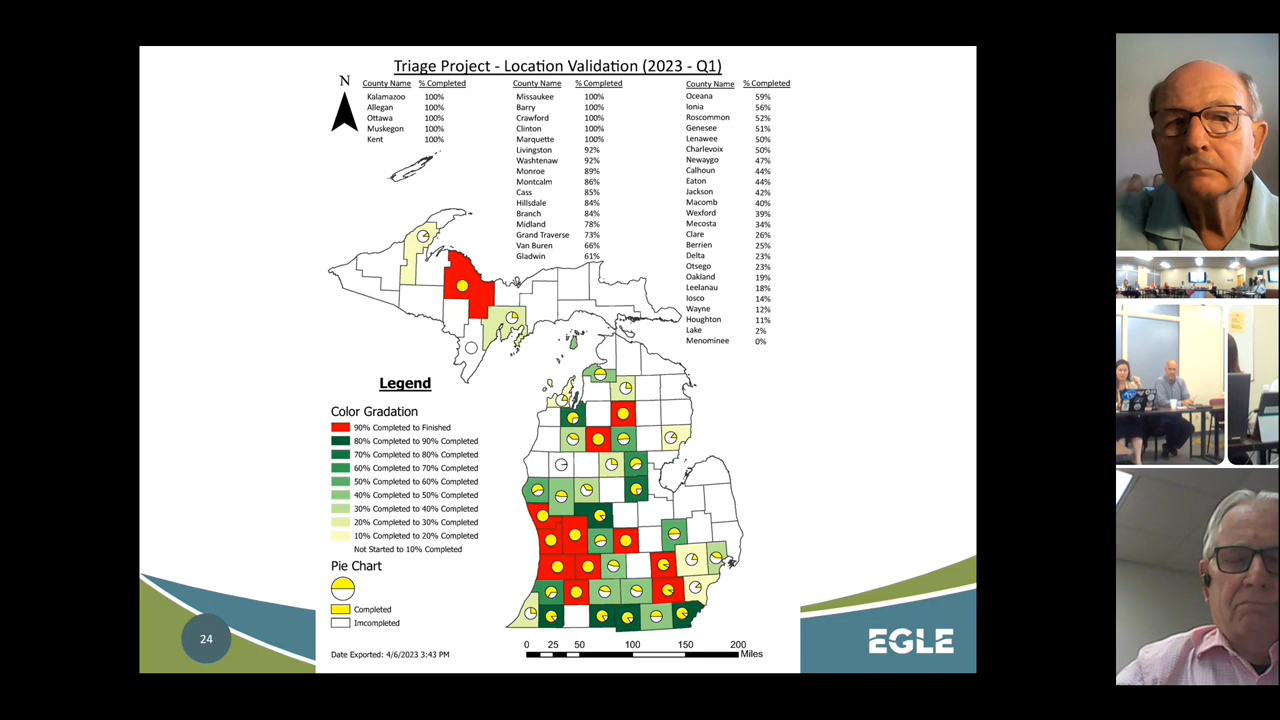 Triage Project - Location Validation (2023 - Q1)
N
County Name % Completed
Kalamazoo 100%
Allegan 100%
Ottawa 100%
Muskegon 100%
Kent 100%
County Name % Completed
Missaukee 100%
Barry 100%
Crawford 100%
Clinton 100%
Marquette 100%
Livingston 92%
Washtenaw 92%
Monroe 89%
Montcalm 86%
Cass 85%
Hillsdale 84%
Branch 84%
Midland 78%
Grand Traverse 73%
Van Buren 66%
Gladwin 61%
County Name % Completed
Oceana 59%
Ionia 56%
Roscommon 52%
Genesee 51%
Lenawee 50%
Charlevoix 50%
Newaygo 47%
Calhoun 44%
Eaton 44%
Jackson 42%
Macomb 40%
Wexford 39%
Mecosta 34%
Clare 26%
Berrien 25%
Delta 23%
Otsego 23%
Oakland 19%
Leelanau 18%
Iosco 14%
Wayne 12%
Houghton 11%
Lake 2%
Menominee 0%
Legend
Color Gradation
90% Completed to Finished
80% Completed to 90% Completed
70% Completed to 80% Completed
60% Completed to 70% Completed
50% Completed to 60% Completed
40% Completed to 50% Completed
30% Completed to 40% Completed
20% Completed to 30% Completed
10% Completed to 20% Completed
Not Started to 10% Completed
Pie Chart
Completed
Imcompleted
Date Exported: 4/6/2023 3:43 PM
0 25 50 100 150 200
Miles
24
EGLE